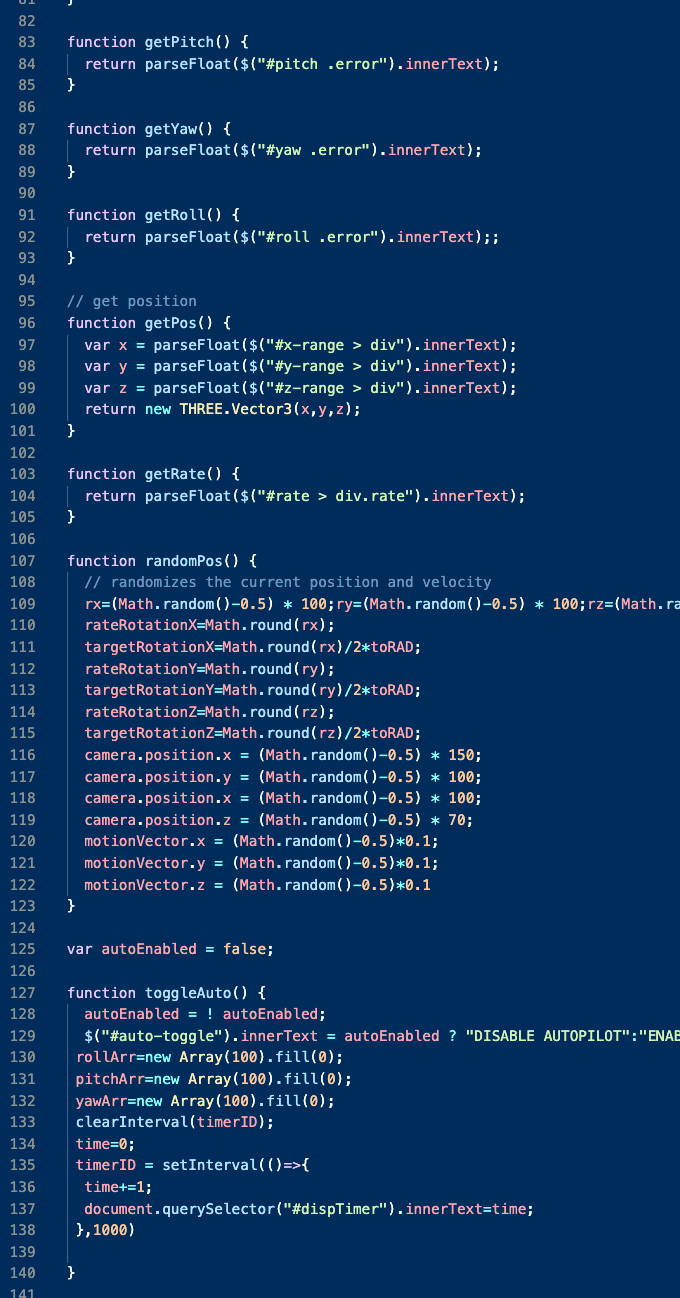 82
83 function getPitch() {
84 return parseFloat($("#pitch .error").innerText);
85 }
86
87 function getYaw() {
88 return parseFloat($("#yaw .error").innerText);
89 }
90
91 function getRoll() {
92 return parseFloat($("#roll .error").innerText);;
93 }
94
95 // get position
96 function getPos() {
97 var x = parseFloat($("#x-range > div").innerText);
98 var y = parseFloat($("#y-range > div").innerText);
99 var z = parseFloat($("#z-range > div").innerText);
100 return new THREE.Vector3(x,y,z);
101 }
102
103 function getRate() {
104 return parseFloat($("#rate > div.rate").innerText);
105 }
106
107 function randomPos() {
108 // randomizes the current position and velocity
109 rx=(Math.random()-0.5) * 100;ry=(Math.random()-0.5) * 100;rz=(Math.ra
110 rateRotationX=Math.round(rx);
111 targetRotationX=Math.round(rx)/2*toRAD;
112 rateRotationY=Math.round(ry);
113 targetRotationY=Math.round(ry)/2*toRAD;
114 rateRotationZ=Math.round(rz);
115 targetRotationZ=Math.round(rz)/2*toRAD;
116 camera.position.x = (Math.random()-0.5) * 150;
117 camera.position.y = (Math.random()-0.5) * 100;
118 camera.position.x = (Math.random()-0.5) * 100;
119 camera.position.z = (Math.random()-0.5) * 70;
120 motionVector.x = (Math.random()-0.5)*0.1;
121 motionVector.y = (Math.random()-0.5)*0.1;
122 motionVector.z = (Math.random()-0.5)*0.1
123 }
124
125 var autoEnabled = false;
126
127 function toggleAuto() {
128 autoEnabled = ! autoEnabled;
129 $("#auto-toggle").innerText = autoEnabled ? "DISABLE AUTOPILOT":"ENAB
130 rollArr=new Array(100).fill(0);
131 pitchArr=new Array(100).fill(0);
132 yawArr=new Array(100).fill(0);
133 clearInterval(timerID);
134 time=0;
135 timerID = setInterval(()=>{
136 time+=1;
137 document.querySelector("#dispTimer").innerText=time;
138 },1000)
139
140 }
141